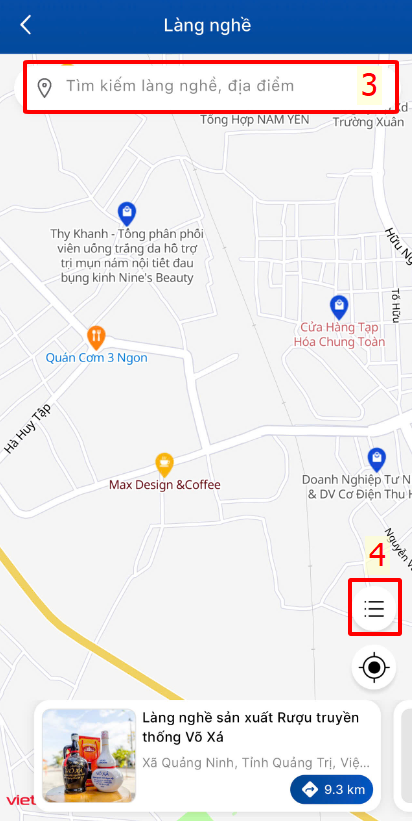 Làng nghề
Tìm kiếm làng nghề, địa điểm
3
Tổng Hợp NAM YÊN
Trường Xuân
Thy Khanh - Tổng phân phối
viên uống trắng da hỗ trợ
trị mụn nám nội tiết đau
bụng kinh Nine's Beauty
Hữu Ng
Tố Hữu
Cửa Hàng Tạp
Hóa Chung Toàn
Quán Cơm 3 Ngon
Hà Huy Tập
Max Design &Coffee
Doanh Nghiệp Tư N
& DV Cơ Điện Thu H
Nguyễn V
4
Làng nghề sản xuất Rượu truyền
thống Võ Xá
Xã Quảng Ninh, Tỉnh Quảng Trị, Việ...
9.3 km
viet